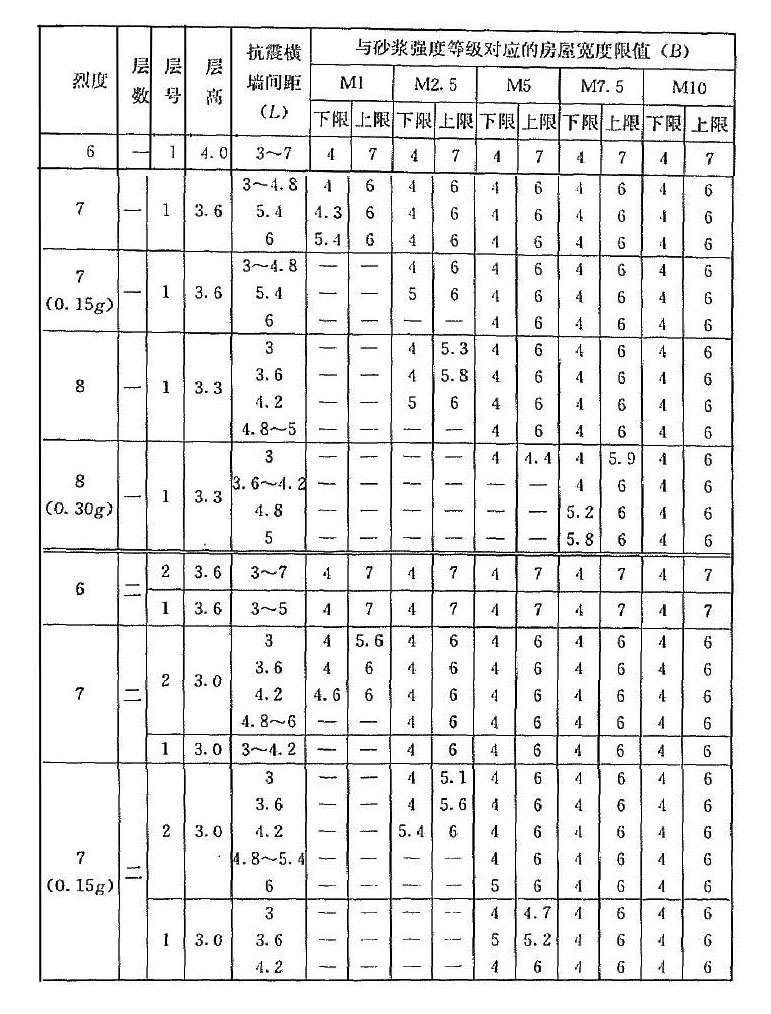 烈度 层数 层号 层高 抗震横墙间距(L) 与砂浆强度等级对应的房屋宽度限值(B)
M1 M2.5 M5 M7.5 M10
下限 上限 下限 上限 下限 上限 下限 上限 下限 上限
6 一 1 4.0 3～7 4 7 4 7 4 7 4 7 4 7
3～4.8 4 6 4 6 4 6 4 6 4 6
7 一 1 3.6 5.4 4.3 6 4 6 4 6 4 6 4 6
6 5.4 6 4 6 4 6 4 6 4 6
3～4.8 — — 4 6 4 6 4 6 4 6
7(0.15g) 一 1 3.6 5.4 — — 5 6 4 6 4 6 4 6
6 — — — — 4 6 4 6 4 6
3 — — 4 5.3 4 6 4 6 4 6
8 一 1 3.3 3.6 — — 4 5.8 4 6 4 6 4 6
4.2 — — 5 6 4 6 4 6 4 6
4.8～5 — — — — 4 6 4 6 4 6
3 — — — — 4 4.4 4 5.9 4 6
8(0.30g) 一 1 3.3 3.6～4.2 — — — — — — 4 6 4 6
4.8 — — — — — — 5.2 6 4 6
5 — — — — — — 5.8 6 4 6
6 二 2 3.6 3～7 4 7 4 7 4 7 4 7 4 7
1 3.6 3～5 4 7 4 7 4 7 4 7 4 7
3 4 5.6 4 6 4 6 4 6 4 6
7 二 2 3.0 3.6 4 6 4 6 4 6 4 6 4 6
4.2 4.6 6 4 6 4 6 4 6 4 6
4.8～6 — — 4 6 4 6 4 6 4 6
1 3.0 3～4.2 — — 4 6 4 6 4 6 4 6
3 — — 4 5.1 4 6 4 6 4 6
3.6 — — 4 5.6 4 6 4 6 4 6
7(0.15g) 二 2 3.0 4.2 — — 5.4 6 4 6 4 6 4 6
4.8～5.4 — — — — 4 6 4 6 4 6
6 — — — — 5 6 4 6 4 6
3 — — — — 4 4.7 4 6 4 6
1 3.0 3.6 — — — — 5 5.2 4 6 4 6
4.2 — — — — 4 6 4 6 4 6